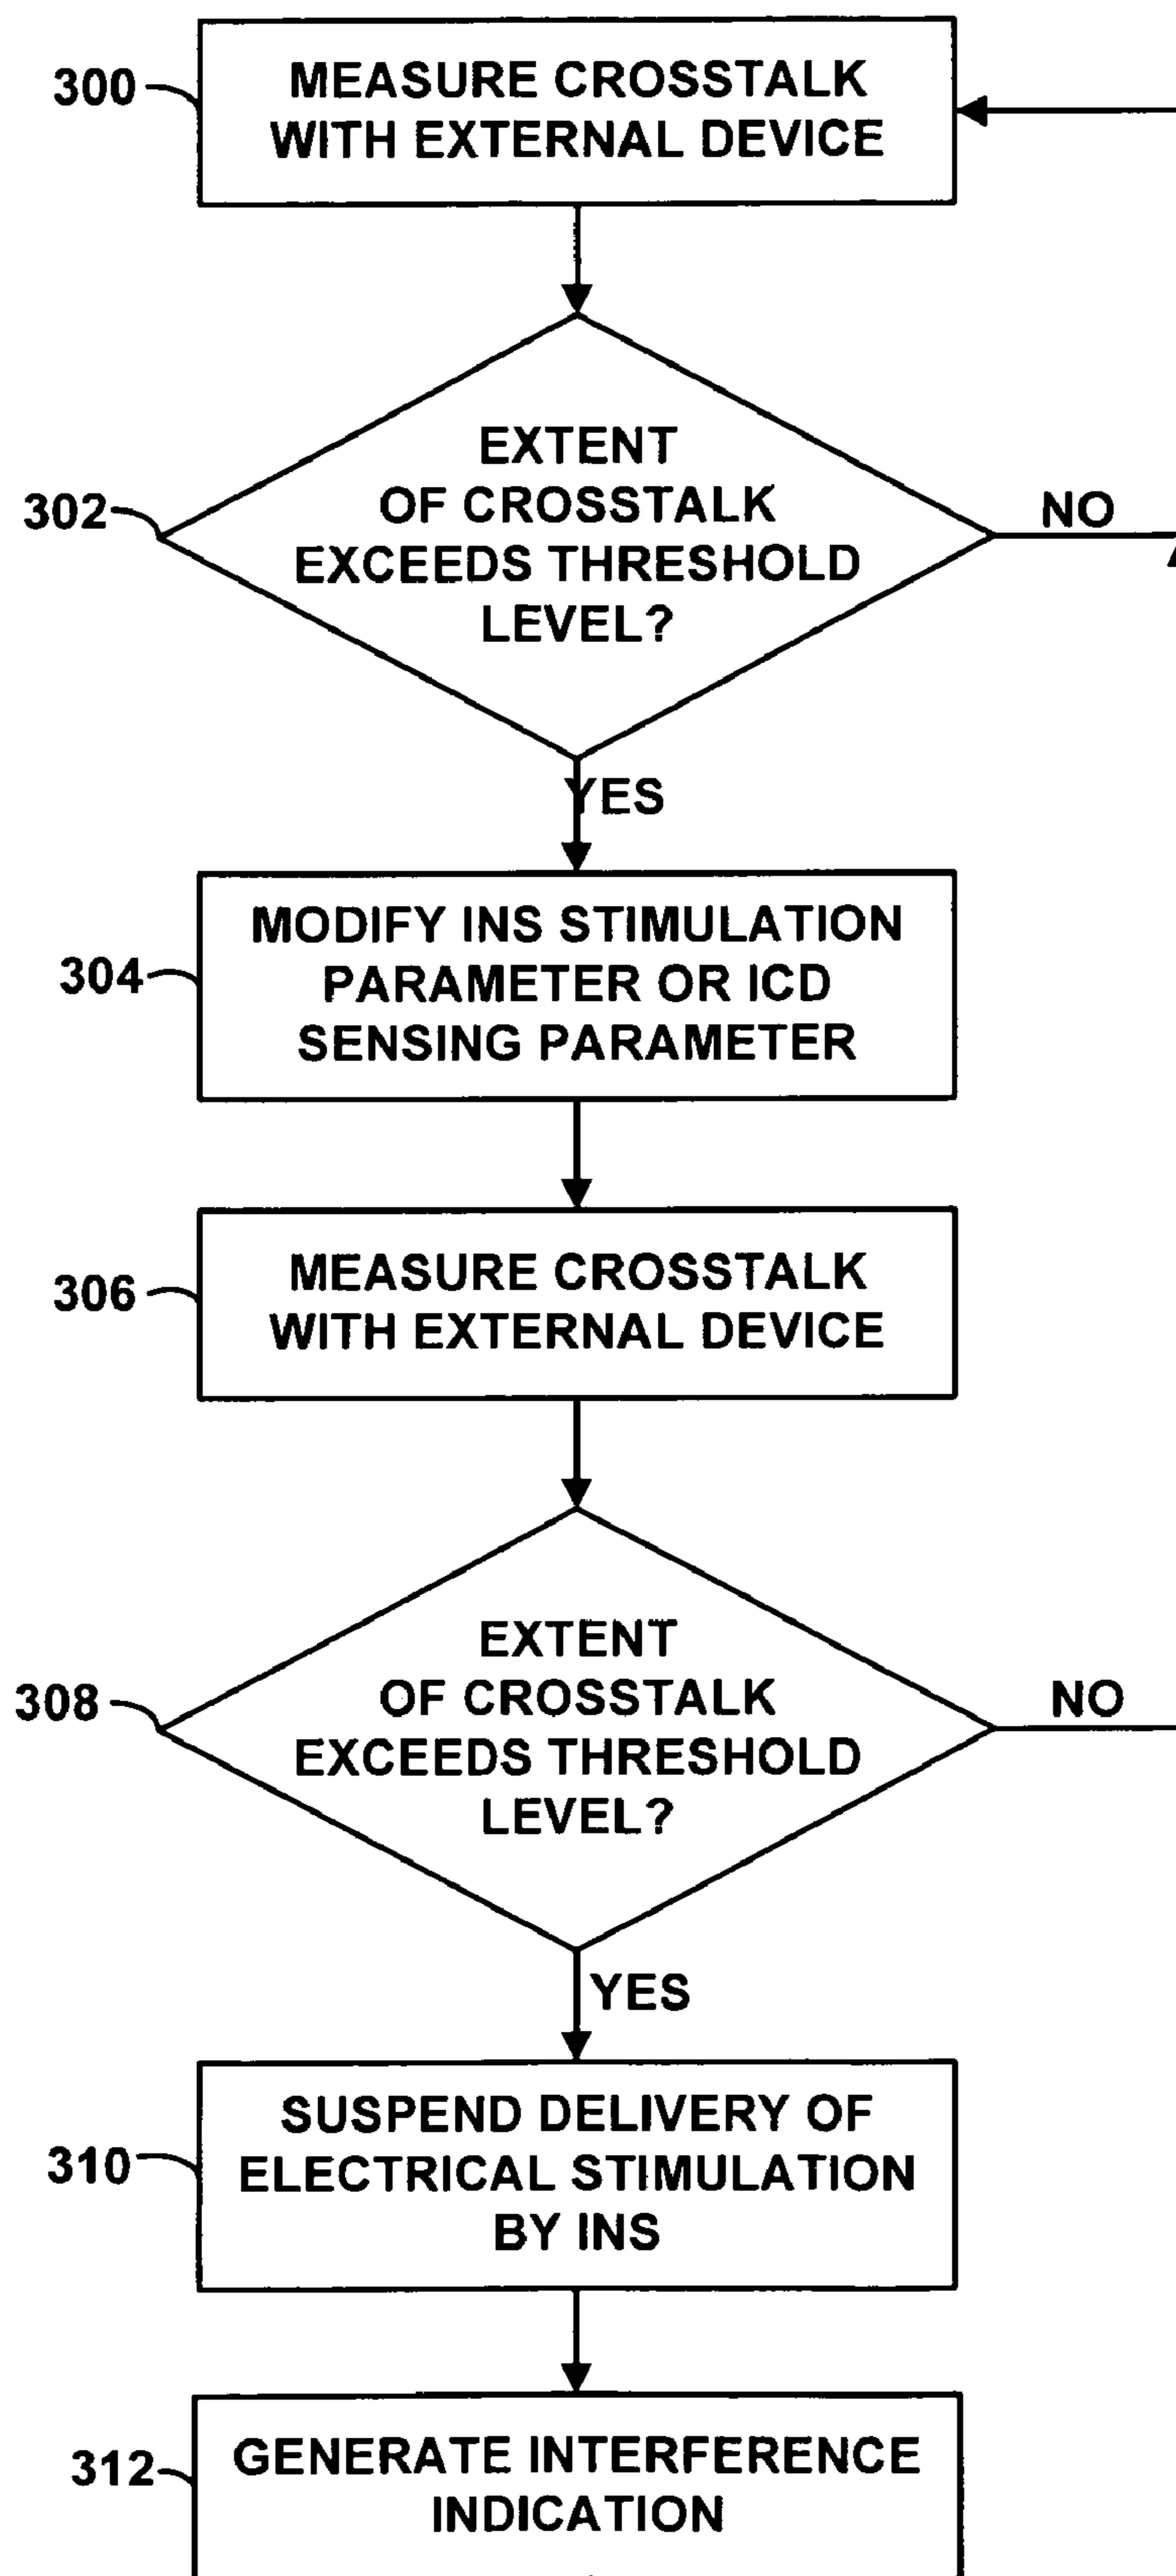 300
MEASURE CROSSTALK
WITH EXTERNAL DEVICE
302
EXTENT
OF CROSSTALK
EXCEEDS THRESHOLD
LEVEL?
NO
YES
304
MODIFY INS STIMULATION
PARAMETER OR ICD
SENSING PARAMETER
306
MEASURE CROSSTALK
WITH EXTERNAL DEVICE
308
EXTENT
OF CROSSTALK
EXCEEDS THRESHOLD
LEVEL?
NO
YES
310
SUSPEND DELIVERY OF
ELECTRICAL STIMULATION
BY INS
312
GENERATE INTERFERENCE
INDICATION